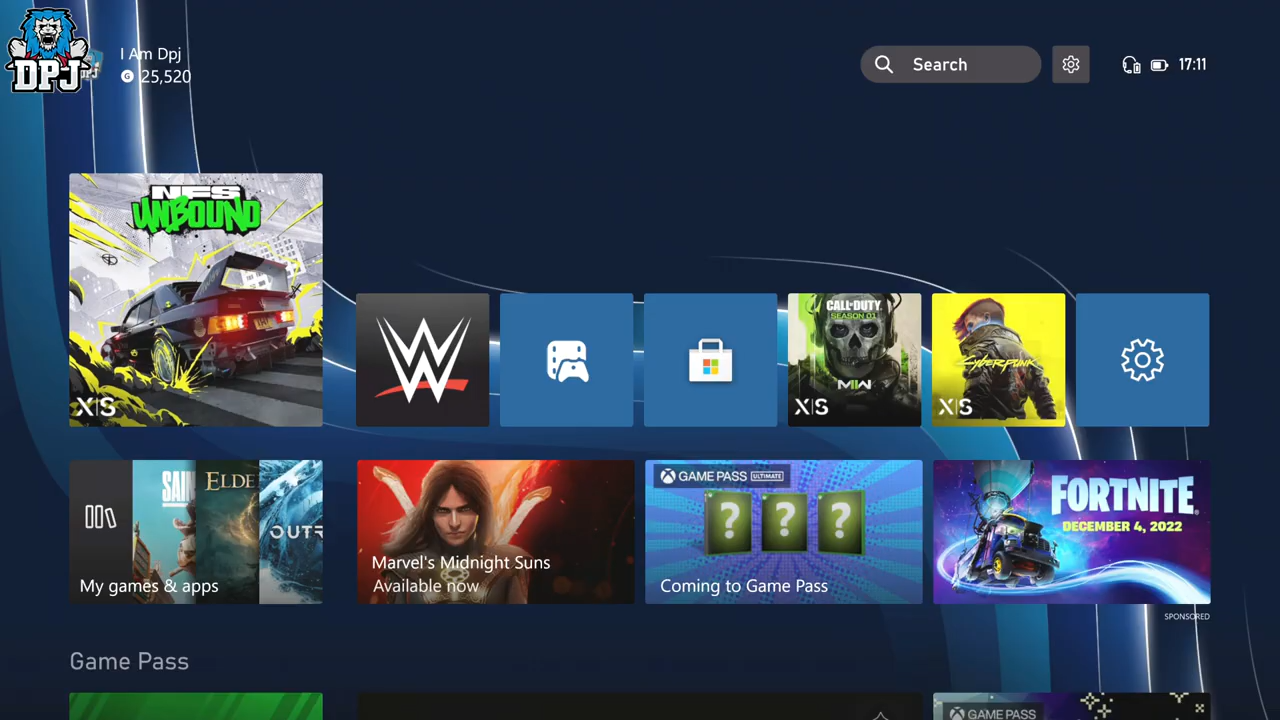 DPJ
I Am Dpj
G 25,520
Search
17:11
NFS
UNBOUND
X|S
W
CALL OF DUTY
SEASON 01
MW
X|S
Cyberpunk
X|S
SAIN
ELDE
OUTR
My games & apps
Marvel's Midnight Suns
Available now
GAME PASS ULTIMATE
? ? ?
Coming to Game Pass
FORTNITE
DECEMBER 4, 2022
SPONSORED
Game Pass
GAME PASS